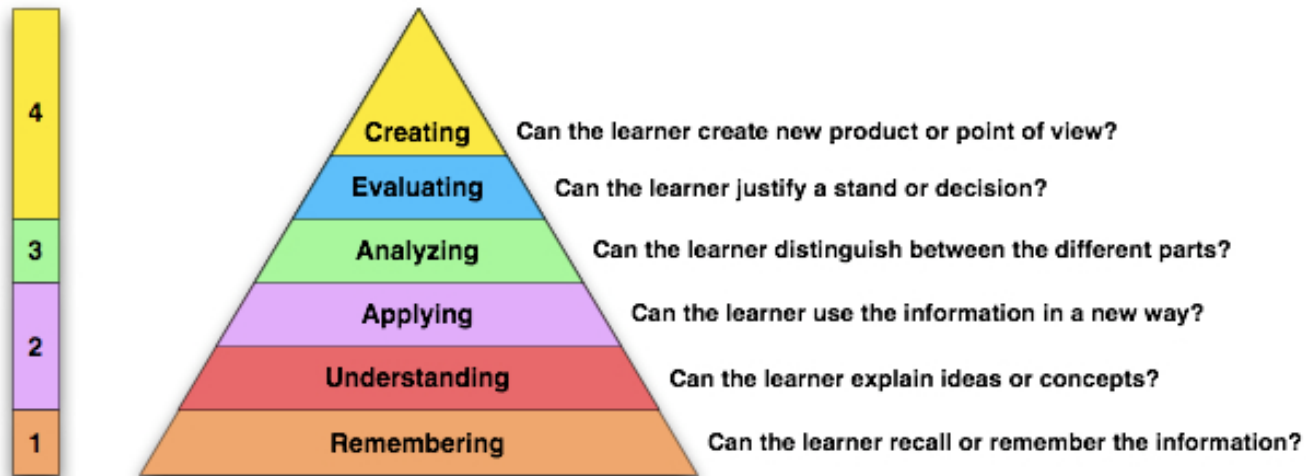 4
Creating Can the learner create new product or point of view?
Evaluating Can the learner justify a stand or decision?
3 Analyzing Can the learner distinguish between the different parts?
Applying Can the learner use the information in a new way?
2
Understanding Can the learner explain ideas or concepts?
1 Remembering Can the learner recall or remember the information?